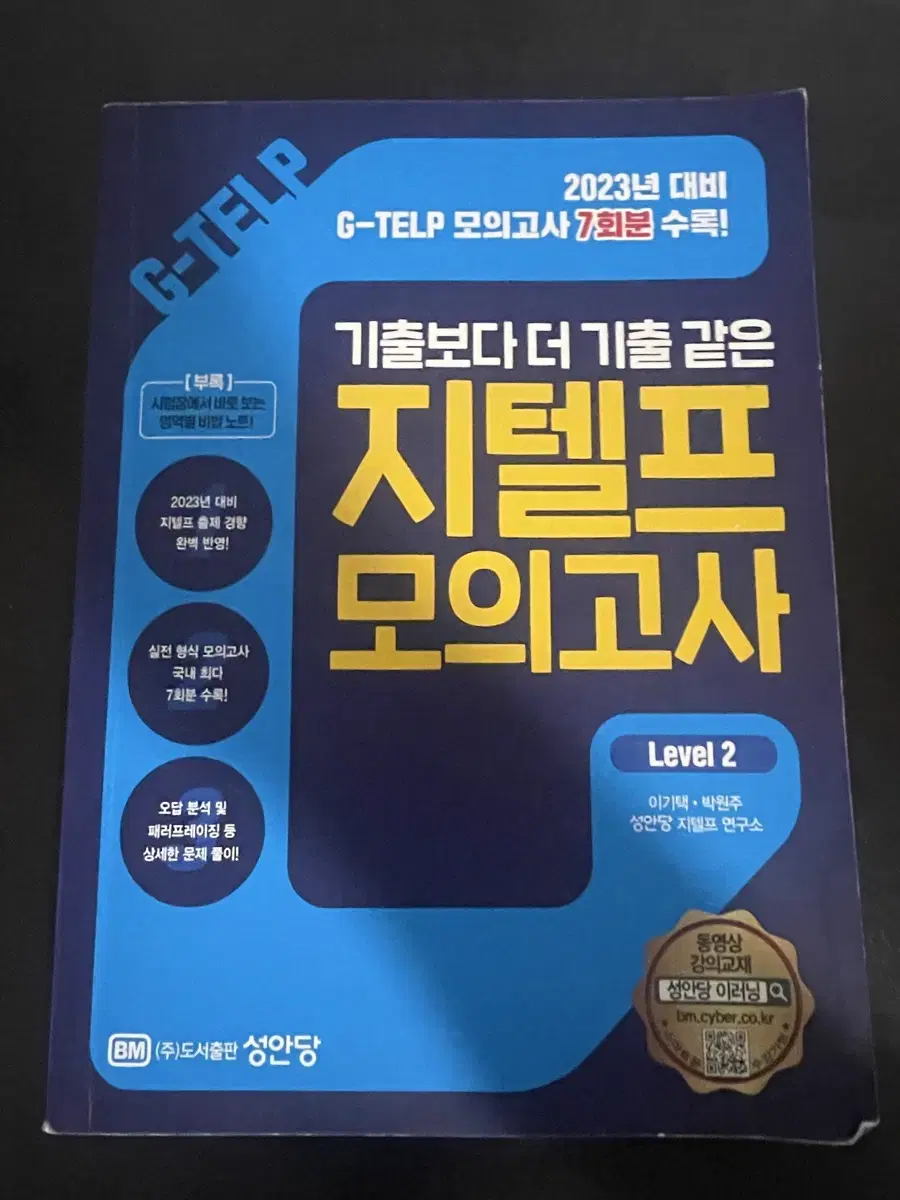 G-TELP
2023년 대비
G-TELP 모의고사 7회분 수록!
기출보다 더 기출 같은
지텔프
모의고사
[부록]
시험장에서 바로 보는
영역별 비법 노트!
2023년 대비
지텔프 출제 경향
완벽 반영!
실전 형식 모의고사
국내 최다
7회분 수록!
오답 분석 및
패러프레이징 등
상세한 문제 풀이!
Level 2
이기택 • 박원주
성안당 지텔프 연구소
동영상
강의교재
성안당 이러닝
bm.cyber.co.kr
BM (주)도서출판 성안당